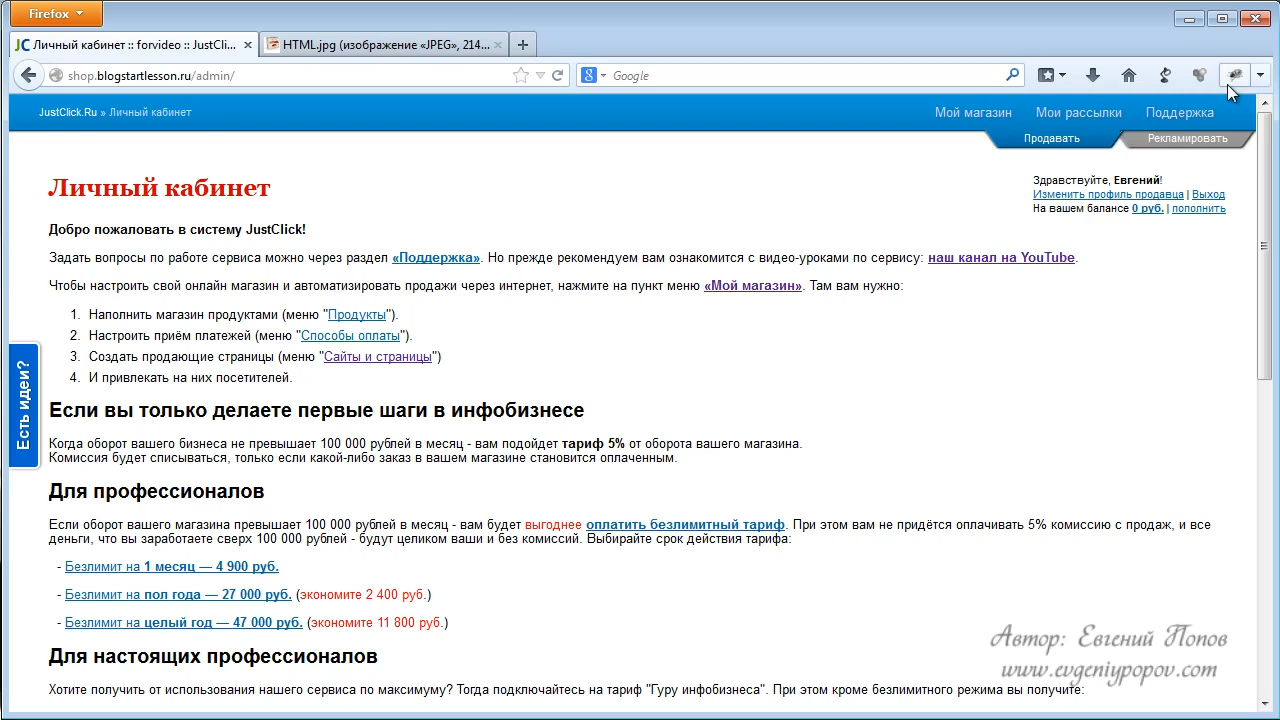 Firefox
JC Личный кабинет :: forvideo :: JustCli...
HTML.jpg (изображение «JPEG», 214...
shop.blogstartlesson.ru/admin/
Google
JustClick.Ru » Личный кабинет
Мой магазин Мои рассылки Поддержка
Продавать Рекламировать
Личный кабинет
Здравствуйте, Евгений!
Изменить профиль продавца | Выход
На вашем балансе 0 руб. | пополнить
Добро пожаловать в систему JustClick!
Задать вопросы по работе сервиса можно через раздел «Поддержка». Но прежде рекомендуем вам ознакомится с видео-уроками по сервису: наш канал на YouTube.
Чтобы настроить свой онлайн магазин и автоматизировать продажи через интернет, нажмите на пункт меню «Мой магазин». Там вам нужно:
1. Наполнить магазин продуктами (меню "Продукты").
2. Настроить приём платежей (меню "Способы оплаты").
3. Создать продающие страницы (меню "Сайты и страницы")
4. И привлекать на них посетителей.
Есть идеи?
Если вы только делаете первые шаги в инфобизнесе
Когда оборот вашего бизнеса не превышает 100 000 рублей в месяц - вам подойдет тариф 5% от оборота вашего магазина.
Комиссия будет списываться, только если какой-либо заказ в вашем магазине становится оплаченным.
Для профессионалов
Если оборот вашего магазина превышает 100 000 рублей в месяц - вам будет выгоднее оплатить безлимитный тариф. При этом вам не придётся оплачивать 5% комиссию с продаж, и все
деньги, что вы заработаете сверх 100 000 рублей - будут целиком ваши и без комиссий. Выбирайте срок действия тарифа:
- Безлимит на 1 месяц — 4 900 руб.
- Безлимит на пол года — 27 000 руб. (экономите 2 400 руб.)
- Безлимит на целый год — 47 000 руб. (экономите 11 800 руб.)
Для настоящих профессионалов
Хотите получить от использования нашего сервиса по максимуму? Тогда подключайтесь на тариф "Гуру инфобизнеса". При этом кроме безлимитного режима вы получите:
Автор: Евгений Попов
www.evgeniypopov.com